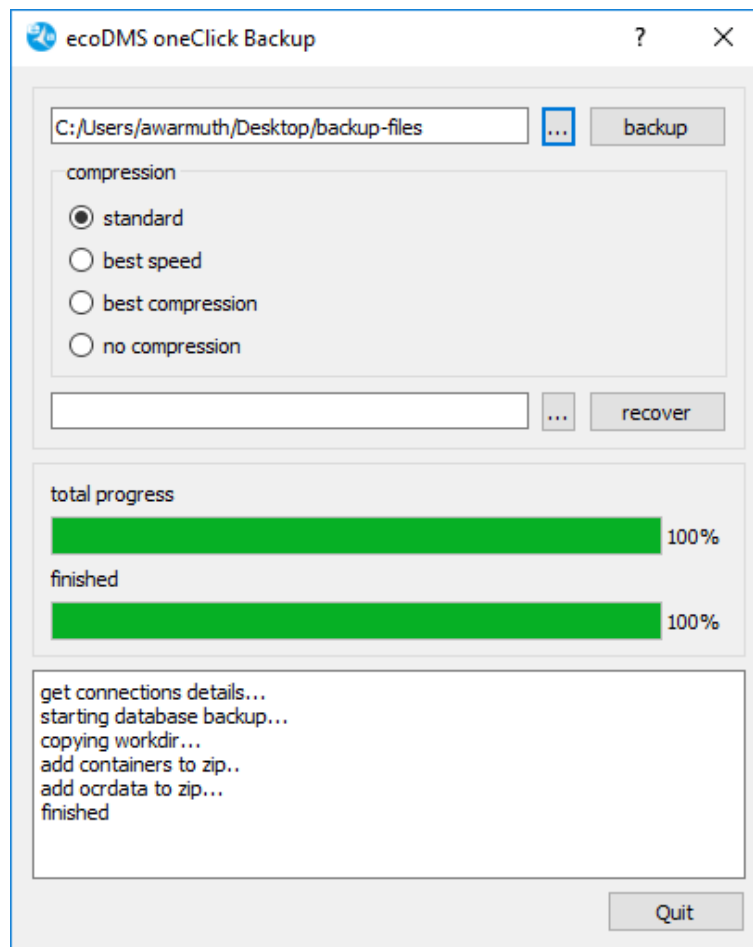 ecoDMS oneClick Backup ?
C:/Users/awarmuth/Desktop/backup-files ... backup
compression
standard
best speed
best compression
no compression
... recover
total progress
100%
finished
100%
get connections details...
starting database backup...
copying workdir...
add containers to zip..
add ocrdata to zip...
finished
Quit